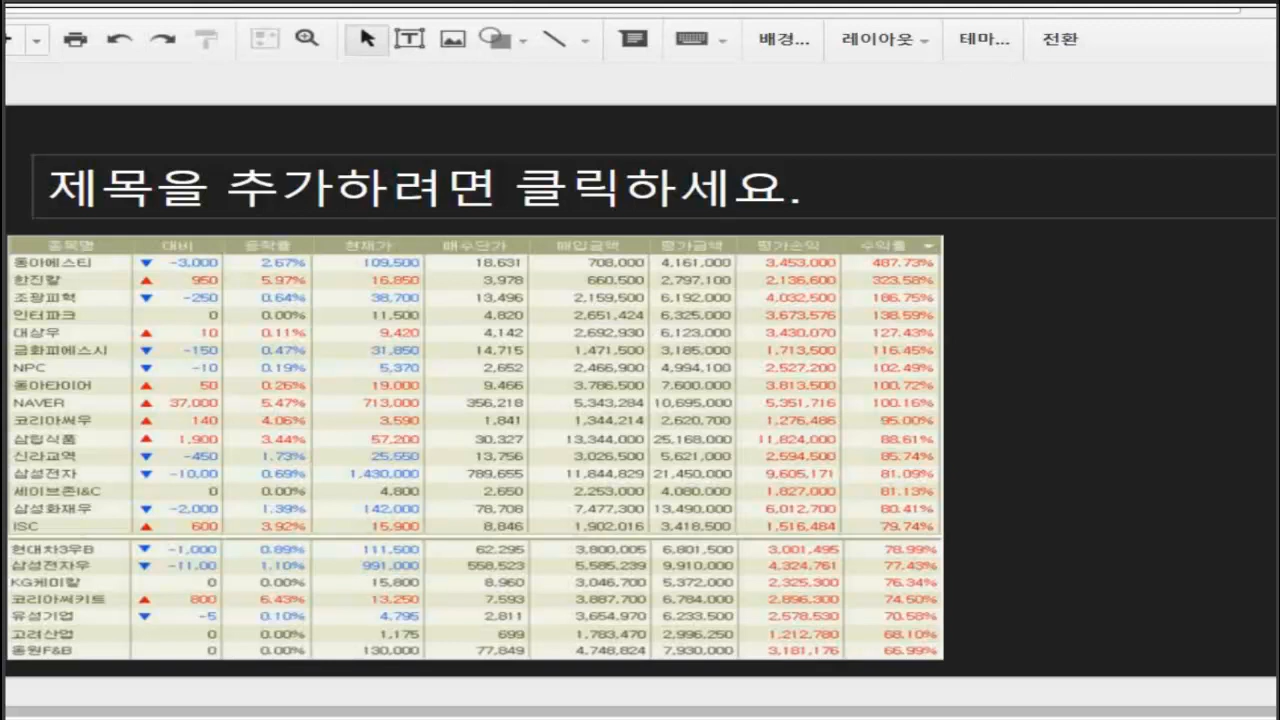 배경... 레이아웃 테마... 전환
제목을 추가하려면 클릭하세요.
종목명 대비 등락률 현재가 매수단가 매입금액 평가금액 평가손익 수익률
동아에스티 ▼ -3,000 2.67% 109,500 18,631 708,000 4,161,000 3,453,000 487.73%
한진칼 ▲ 950 5.97% 16,850 3,978 660,500 2,797,100 2,136,600 323.58%
조광피혁 ▼ -250 0.64% 38,700 13,496 2,159,500 6,192,000 4,032,500 186.75%
인터파크 0 0.00% 11,500 4,820 2,651,424 6,325,000 3,673,576 138.59%
대상우 ▲ 10 0.11% 9,420 4,142 2,692,930 6,123,000 3,430,070 127.43%
금화피에스시 ▼ -150 0.47% 31,850 14,715 1,471,500 3,185,000 1,713,500 116.45%
NPC ▼ -10 0.19% 5,370 2,652 2,466,900 4,994,100 2,527,200 102.49%
동아타이어 ▲ 50 0.26% 19,000 9,466 3,786,500 7,600,000 3,813,500 100.72%
NAVER ▲ 37,000 5.47% 713,000 356,218 5,343,284 10,695,000 5,351,716 100.16%
코리아써우 ▲ 140 4.06% 3,590 1,841 1,344,214 2,620,700 1,276,486 95.00%
삼립식품 ▲ 1,900 3.44% 57,200 30,327 13,344,000 25,168,000 11,824,000 88.61%
신라교역 ▼ -450 1.73% 25,550 13,756 3,026,500 5,621,000 2,594,500 85.74%
삼성전자 ▼ -10,00 0.69% 1,430,000 789,655 11,844,829 21,450,000 9,605,171 81.09%
세이브존I&C 0 0.00% 4,800 2,650 2,253,000 4,080,000 1,827,000 81.13%
삼성화재우 ▼ -2,000 1.39% 142,000 78,708 7,477,300 13,490,000 6,012,700 80.41%
ISC ▲ 600 3.92% 15,900 8,846 1,902,016 3,418,500 1,516,484 79.74%
현대차3우B ▼ -1,000 0.89% 111,500 62,295 3,800,005 6,801,500 3,001,495 78.99%
삼성전자우 ▼ -11,00 1.10% 991,000 558,523 5,585,239 9,910,000 4,324,761 77.43%
KG케미칼 0 0.00% 15,800 8,960 3,046,700 5,372,000 2,325,300 76.34%
코리아써키트 ▲ 800 6.43% 13,250 7,593 3,887,700 6,784,000 2,896,300 74.50%
유성기업 ▼ -5 0.10% 4,795 2,811 3,654,970 6,233,500 2,578,530 70.58%
고려산업 0 0.00% 1,175 699 1,783,470 2,996,250 1,212,780 68.10%
동원F&B 0 0.00% 130,000 77,849 4,748,824 7,930,000 3,181,176 66.99%